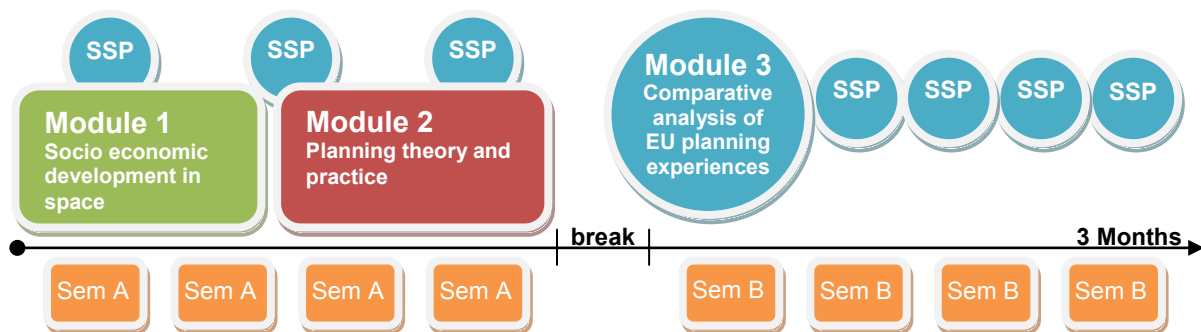 SSP
SSP
SSP
Module 1
Socio economic
development in
space
Module 2
Planning theory and
practice
Module 3
Comparative
analysis of
EU planning
experiences
SSP
SSP
SSP
SSP
break
3 Months
Sem A
Sem A
Sem A
Sem A
Sem B
Sem B
Sem B
Sem B